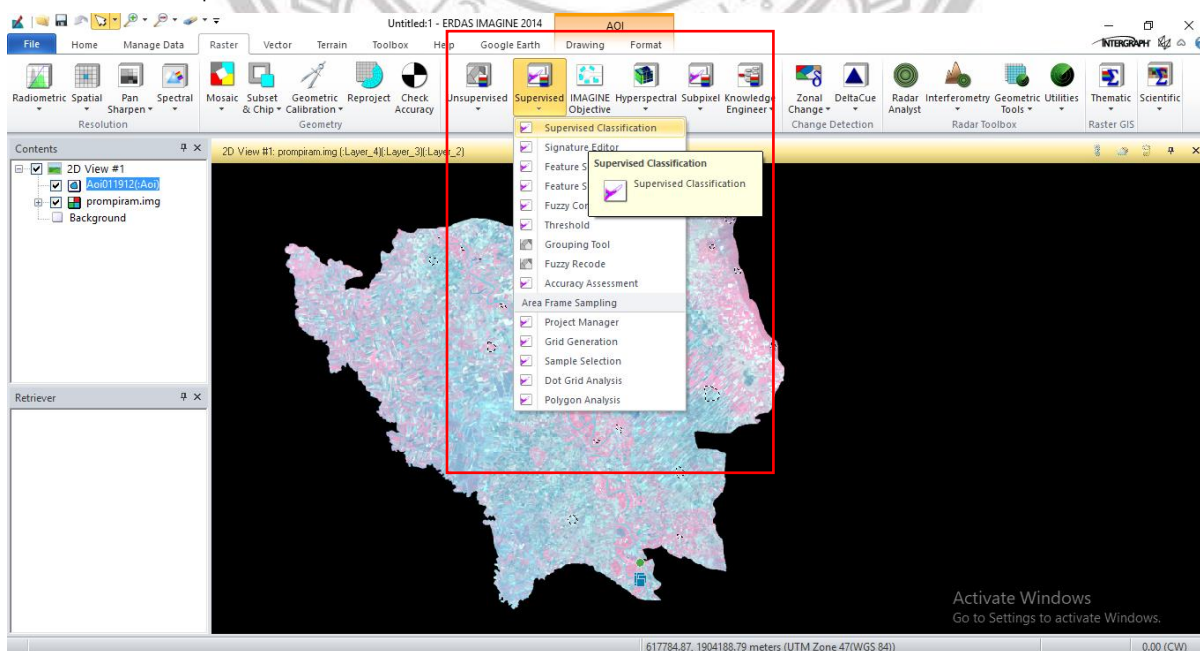 Untitled:1 - ERDAS IMAGINE 2014
AOI
File Home Manage Data Raster Vector Terrain Toolbox Help Google Earth Drawing Format
INTERGRAPH
Radiometric Spatial Pan Sharpen Spectral
Mosaic Subset & Chip Geometric Calibration Reproject Check Accuracy
Unsupervised Supervised IMAGINE Objective Hyperspectral Subpixel Knowledge Engineer
Zonal Change DeltaCue
Radar Analyst Interferometry Geometric Tools Utilities
Thematic Scientific
Resolution Geometry Change Detection Radar Toolbox Raster GIS
Contents
2D View #1: prompiram.img (:Layer_4)(:Layer_3)(:Layer_2)
2D View #1
Aoi011912(:Aoi)
prompiram.img
Background
Retriever
Supervised Classification
Signature Editor
Feature S
Feature S
Fuzzy Con
Threshold
Grouping Tool
Fuzzy Recode
Accuracy Assessment
Area Frame Sampling
Project Manager
Grid Generation
Sample Selection
Dot Grid Analysis
Polygon Analysis
Supervised Classification
Supervised Classification
Activate Windows
Go to Settings to activate Windows.
617784.87, 1904188.79 meters (UTM Zone 47(WGS 84))
0.00 (CW)